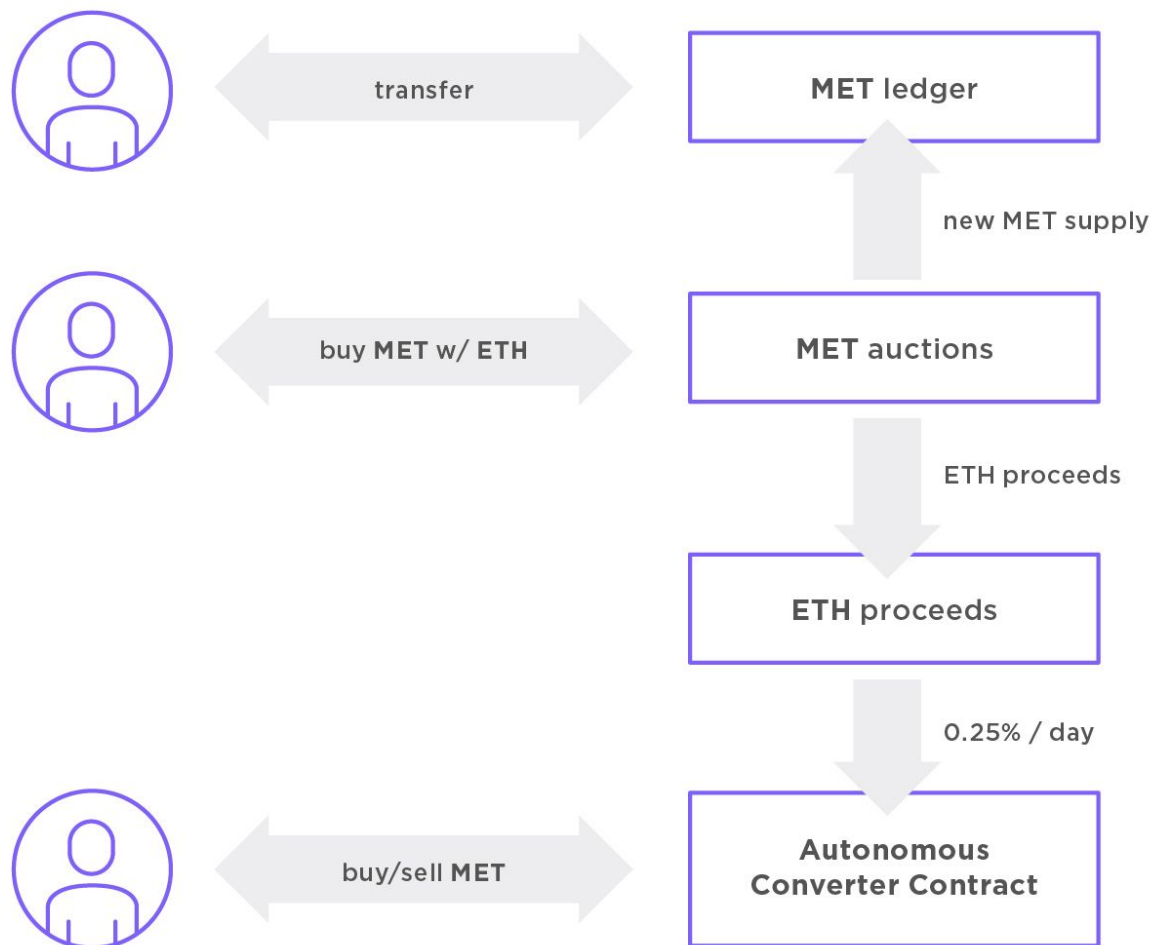 transfer
MET ledger
new MET supply
buy MET w/ ETH
MET auctions
ETH proceeds
ETH proceeds
0.25% / day
buy/sell MET
Autonomous
Converter Contract